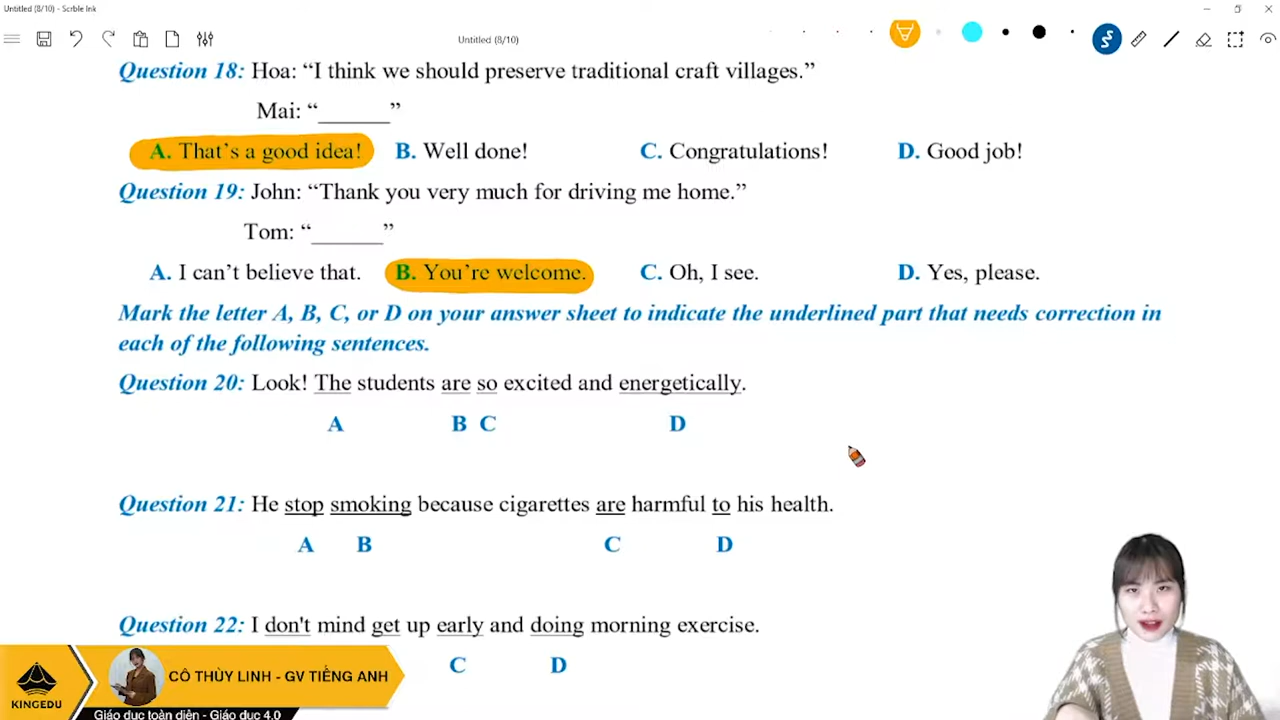 Untitled (8/10) - Scrble Ink
Untitled (8/10)
Question 18: Hoa: “I think we should preserve traditional craft villages.”
Mai: “______”
A. That’s a good idea! B. Well done! C. Congratulations! D. Good job!
Question 19: John: “Thank you very much for driving me home.”
Tom: “______”
A. I can’t believe that. B. You’re welcome. C. Oh, I see. D. Yes, please.
Mark the letter A, B, C, or D on your answer sheet to indicate the underlined part that needs correction in
each of the following sentences.
Question 20: Look! The students are so excited and energetically.
A B C D
Question 21: He stop smoking because cigarettes are harmful to his health.
A B C D
Question 22: I don't mind get up early and doing morning exercise.
C D
CÔ THÙY LINH - GV TIẾNG ANH
KINGEDU
Giáo dục toàn diện - Giáo dục 4.0